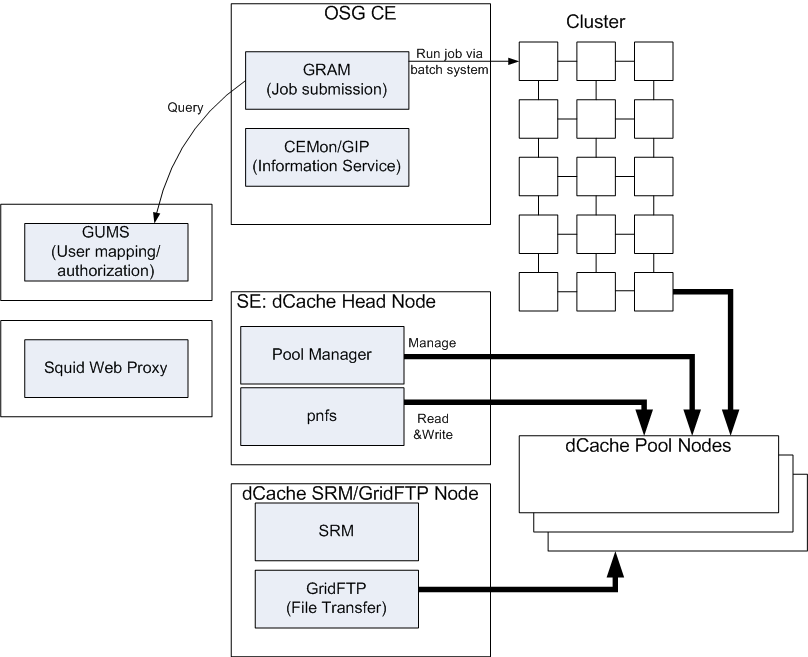 OSG CE
Cluster
GRAM
(Job submission)
Run job via
batch system
Query
CEMon/GIP
(Information Service)
GUMS
(User mapping/
authorization)
SE: dCache Head Node
Pool Manager
Manage
Squid Web Proxy
pnfs
Read
&Write
dCache Pool Nodes
dCache SRM/GridFTP Node
SRM
GridFTP
(File Transfer)